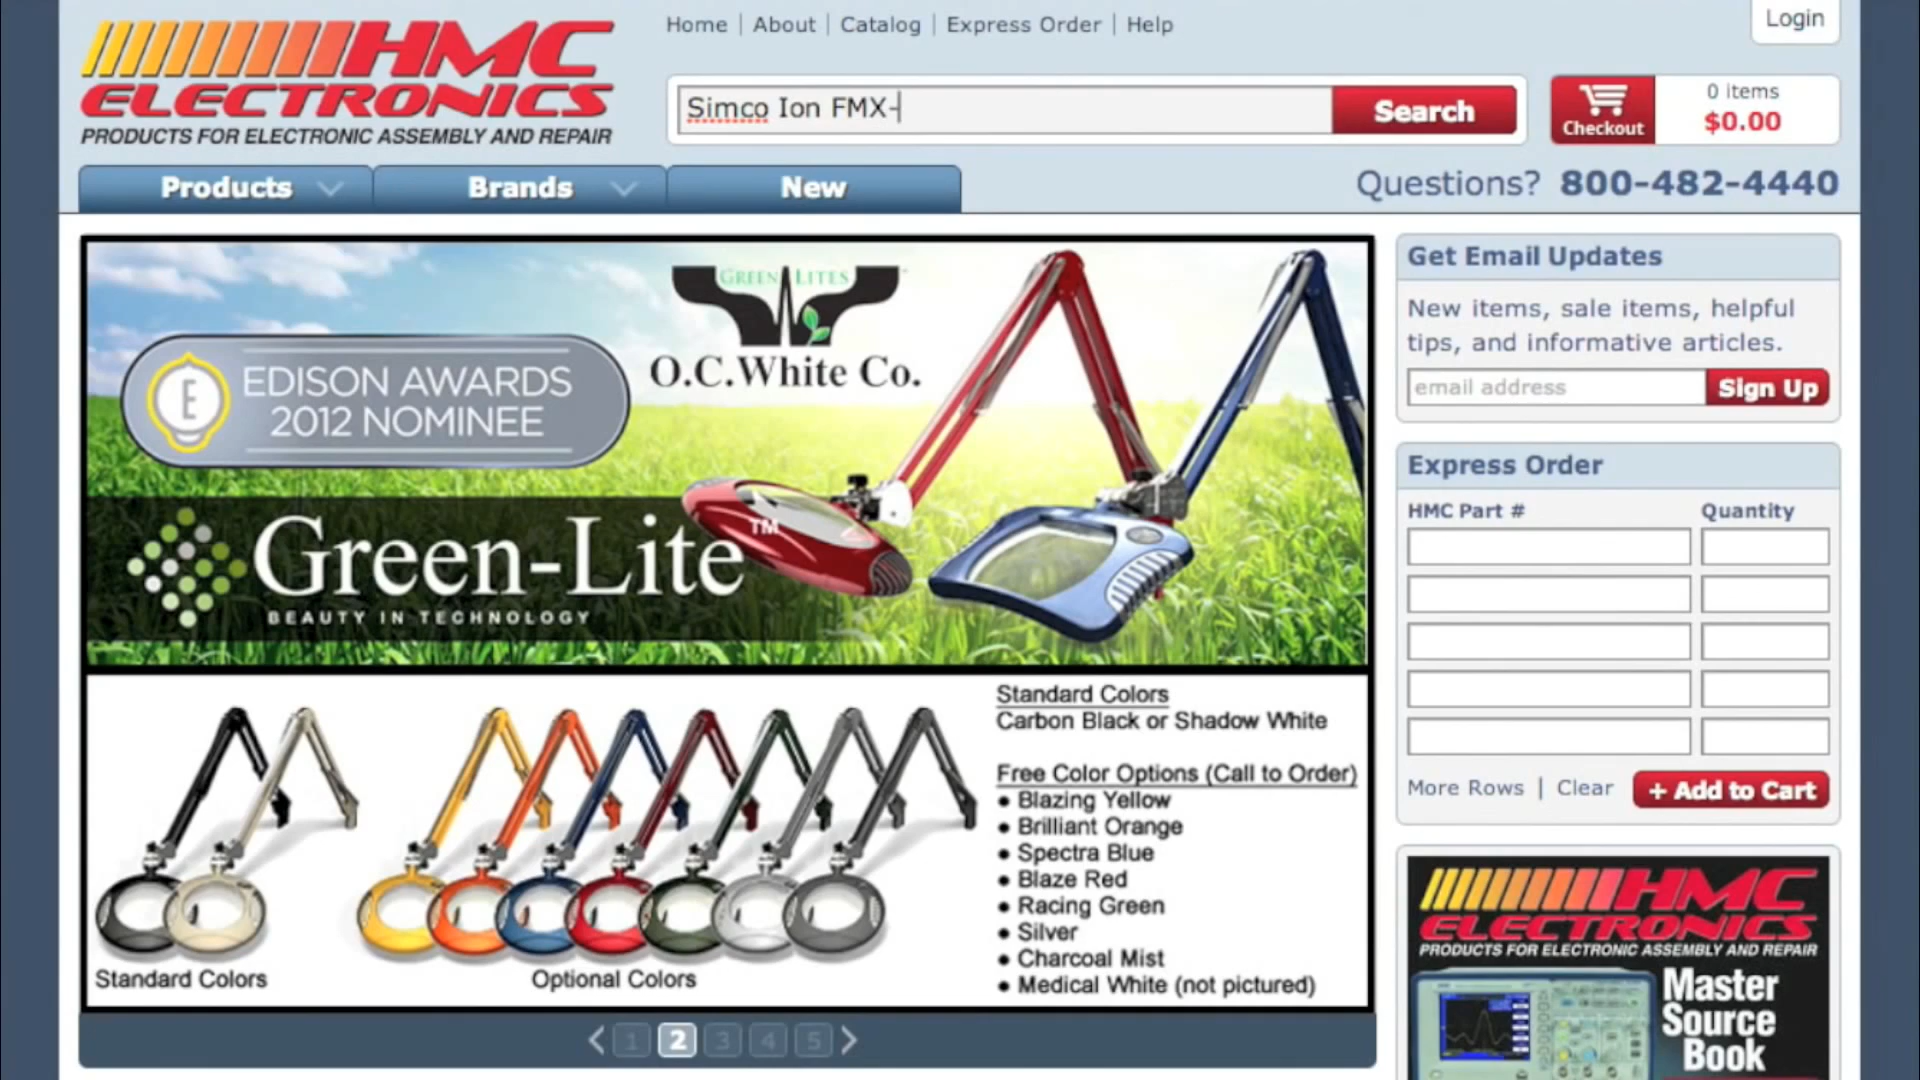 HMC
ELECTRONICS
PRODUCTS FOR ELECTRONIC ASSEMBLY AND REPAIR
Home | About | Catalog | Express Order | Help
Login
Simco Ion FMX-
Search
Checkout
0 items
$0.00
Products
Brands
New
Questions? 800-482-4440
GREEN LITES
O.C.White Co.
E
EDISON AWARDS
2012 NOMINEE
Green-Lite™
BEAUTY IN TECHNOLOGY
Standard Colors
Carbon Black or Shadow White
Free Color Options (Call to Order)
• Blazing Yellow
• Brilliant Orange
• Spectra Blue
• Blaze Red
• Racing Green
• Silver
• Charcoal Mist
• Medical White (not pictured)
Standard Colors
Optional Colors
1 2 3 4 5
Get Email Updates
New items, sale items, helpful
tips, and informative articles.
email address
Sign Up
Express Order
HMC Part #
Quantity
More Rows | Clear
+ Add to Cart
HMC
ELECTRONICS
PRODUCTS FOR ELECTRONIC ASSEMBLY AND REPAIR
Master
Source
Book